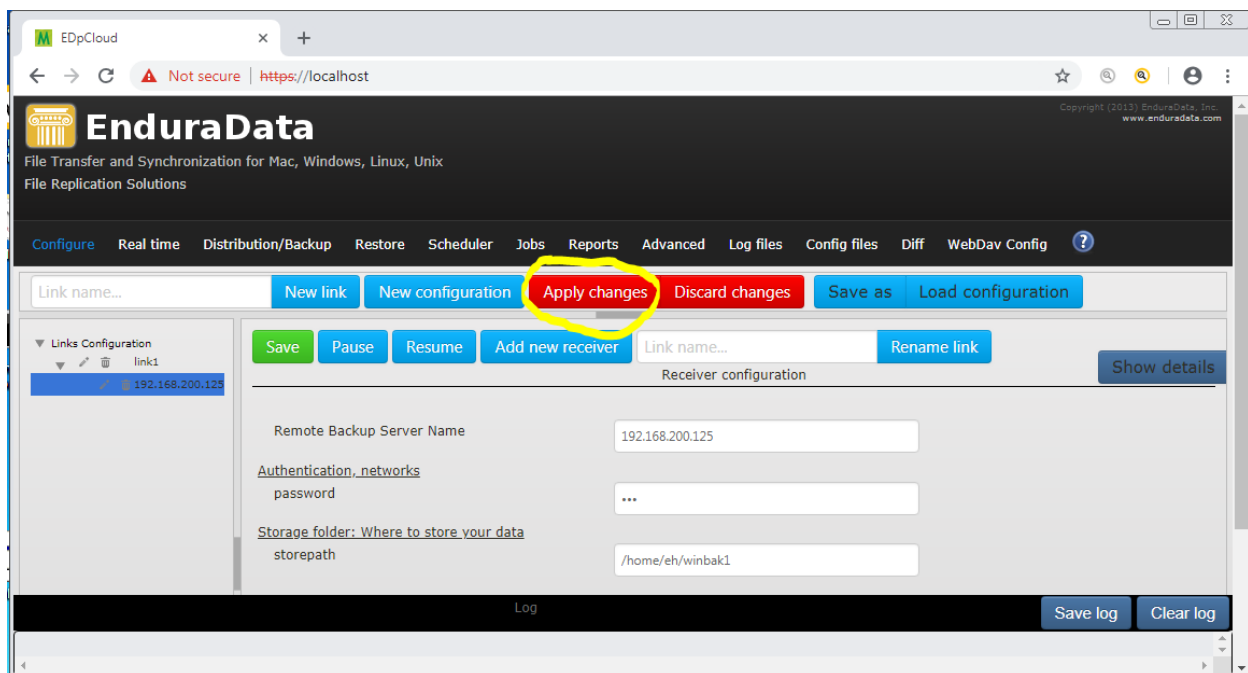 EDpCloud
Not secure https://localhost
EnduraData
Copyright (2013) EnduraData, Inc.
www.enduradata.com
File Transfer and Synchronization for Mac, Windows, Linux, Unix
File Replication Solutions
Configure Real time Distribution/Backup Restore Scheduler Jobs Reports Advanced Log files Config files Diff WebDav Config ?
Link name... New link New configuration Apply changes Discard changes Save as Load configuration
Links Configuration
link1
192.168.200.125
Save Pause Resume Add new receiver Link name... Rename link
Receiver configuration
Show details
Remote Backup Server Name 192.168.200.125
Authentication, networks
password •••
Storage folder: Where to store your data
storepath /home/eh/winbak1
Log
Save log Clear log